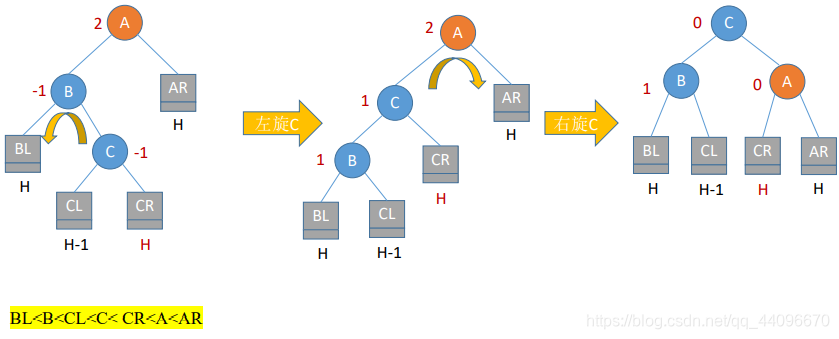 2
A
-1
B
AR
H
BL
H
C
-1
CL
H-1
CR
H
左旋C
2
A
1
C
AR
H
1
B
CR
H
BL
H
CL
H-1
右旋C
0
C
1
B
0
A
BL
H
CL
H-1
CR
H
AR
H
BL<B<CL<C< CR<A<AR
https://blog.csdn.net/qq_44096670